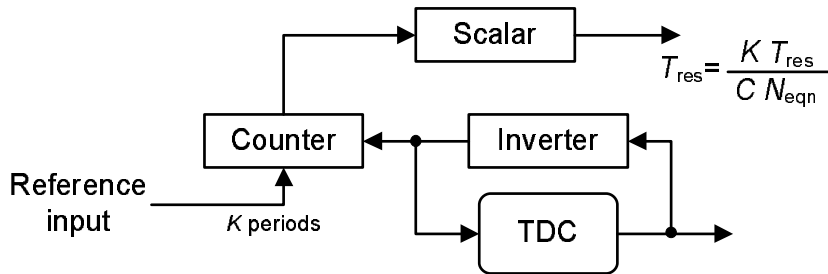 Scalar
T_res = K T_res / C N_eqn
Counter
Inverter
Reference
input
K periods
TDC